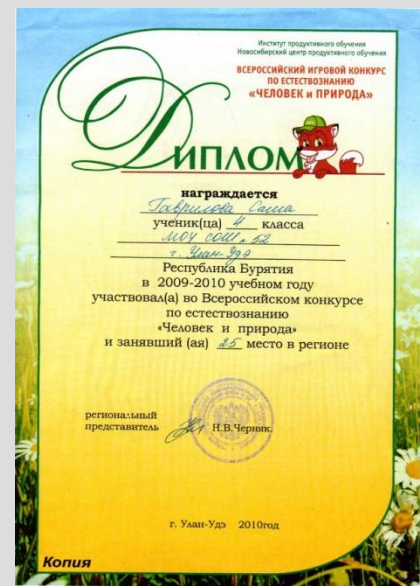 Институт продуктивного обучения
Новосибирский центр продуктивного обучения
ВСЕРОССИЙСКИЙ ИГРОВОЙ КОНКУРС
ПО ЕСТЕСТВОЗНАНИЮ
«ЧЕЛОВЕК и ПРИРОДА»
ДИПЛОМ
награждается
Гаврилова Саша
ученик(ца) 4 класса
МОУ СОШ № 52
г. Улан-Удэ
Республика Бурятия
в 2009-2010 учебном году
участвовал(а) во Всероссийском конкурсе
по естествознанию
«Человек и природа»
и занявший (ая) 25 место в регионе
региональный
представитель Н.В.Черник.
г. Улан-Удэ 2010год
Копия